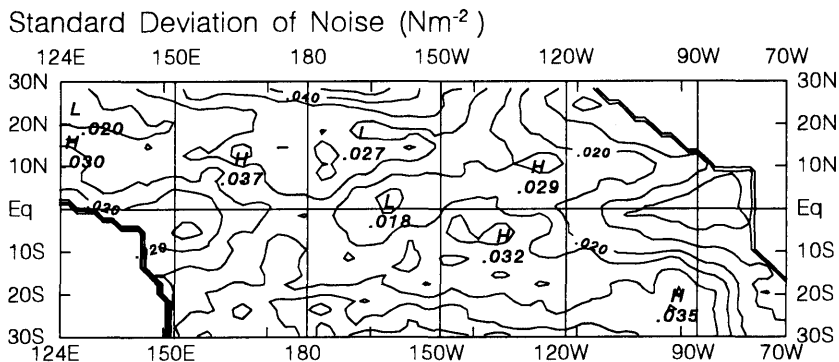 Standard Deviation of Noise (Nm-2 )
124E 150E 180 150W 120W 90W 70W
30N .040 30N
L
20N .020 L 20N
H .027 .020
10N .030 H .037 H .029 10N
.020
Eq L .018 Eq
H
10S .020 .032 .020 10S
20S H 20S
.035
30S 30S
124E 150E 180 150W 120W 90W 70W